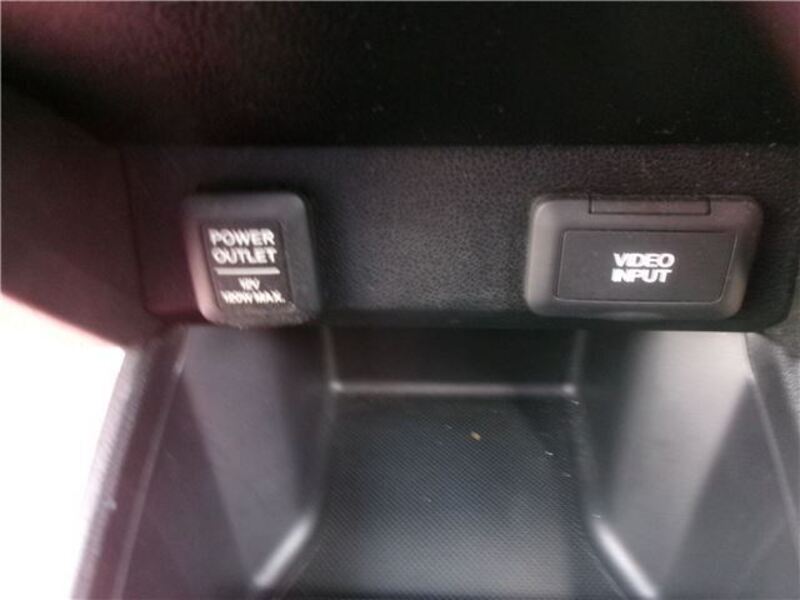 POWER
OUTLET
12V
120W MAX.
VIDEO
INPUT